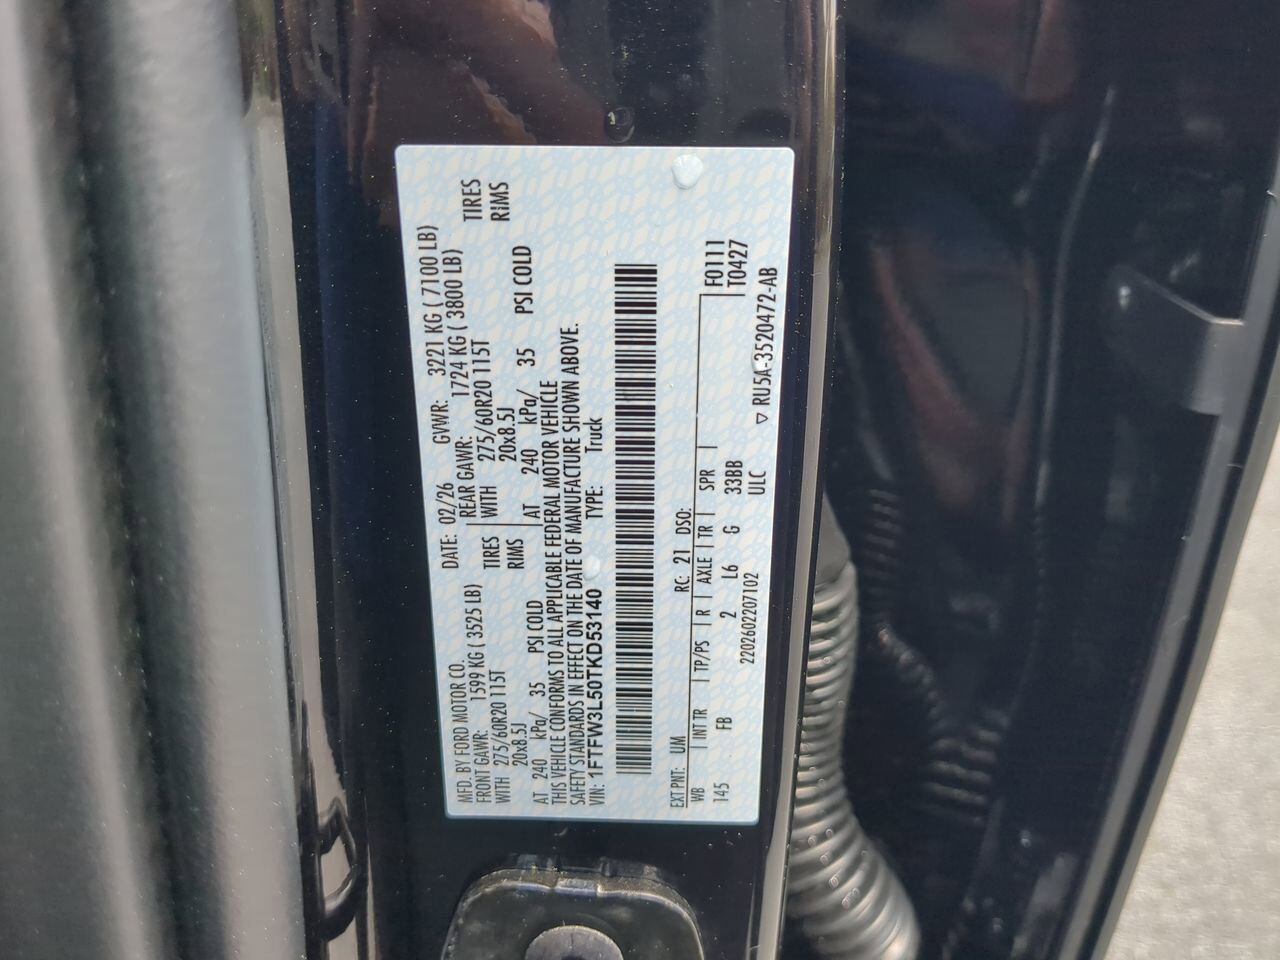 MFD. BY FORD MOTOR CO.
DATE: 02/26 GVWR: 3221 KG ( 7100 LB)
FRONT GAWR: 1599 KG ( 3525 LB) REAR GAWR: 1724 KG ( 3800 LB)
WITH 275/60R20 115T TIRES WITH 275/60R20 115T TIRES
20x8.5J RIMS 20x8.5J RIMS
AT 240 kPa/ 35 PSI COLD AT 240 kPa/ 35 PSI COLD
THIS VEHICLE CONFORMS TO ALL APPLICABLE FEDERAL MOTOR VEHICLE
SAFETY STANDARDS IN EFFECT ON THE DATE OF MANUFACTURE SHOWN ABOVE.
VIN: 1FTFW3L50TKD53140 TYPE: Truck
EXT PNT: UM RC: 21 DSO:
WB INT TR TP/PS R AXLE TR SPR F0111
145 FB 2 L6 G 33BB T0427
2202602207102 ULC ▽ RU5A-3520472-AB